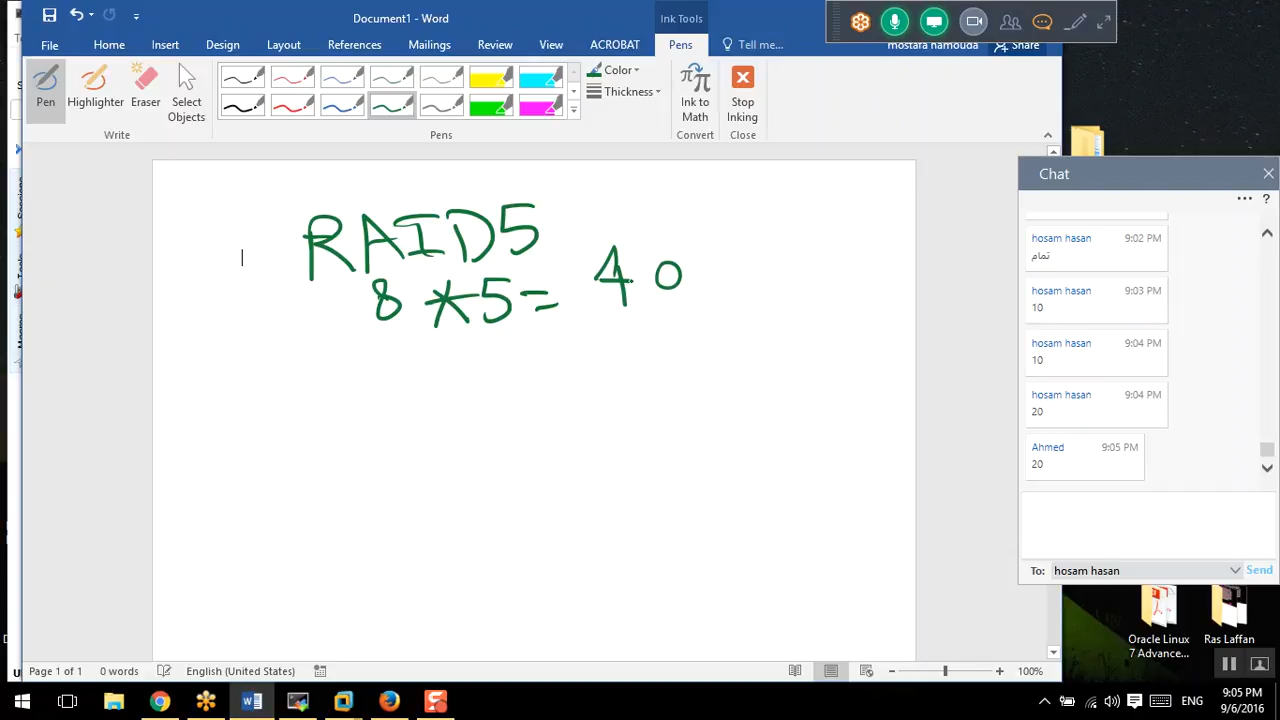 Document1 - Word
Ink Tools
File
Home
Insert
Design
Layout
References
Mailings
Review
View
ACROBAT
Pens
Tell me...
mostafa hamouda
Share
Pen
Highlighter
Eraser
Select
Objects
Color
Thickness
Ink to
Math
Stop
Inking
Write
Pens
Convert
Close
RAID5
8 *5= 40
Chat
hosam hasan 9:02 PM
تمام
hosam hasan 9:03 PM
10
hosam hasan 9:04 PM
10
hosam hasan 9:04 PM
20
Ahmed 9:05 PM
20
To: hosam hasan Send
Oracle Linux
7 Advance...
Ras Laffan
Page 1 of 1 0 words English (United States) 100%
ENG
9:05 PM
9/6/2016